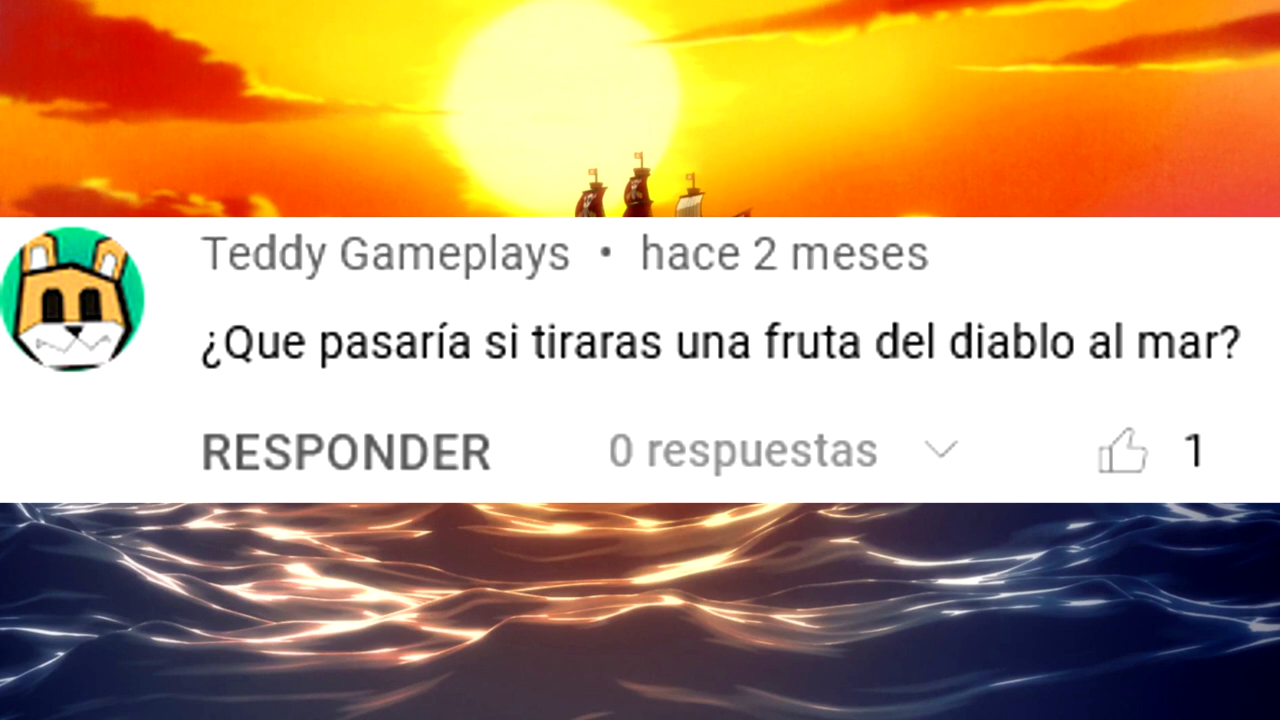 Teddy Gameplays • hace 2 meses
¿Que pasaría si tiraras una fruta del diablo al mar?
RESPONDER 0 respuestas 1